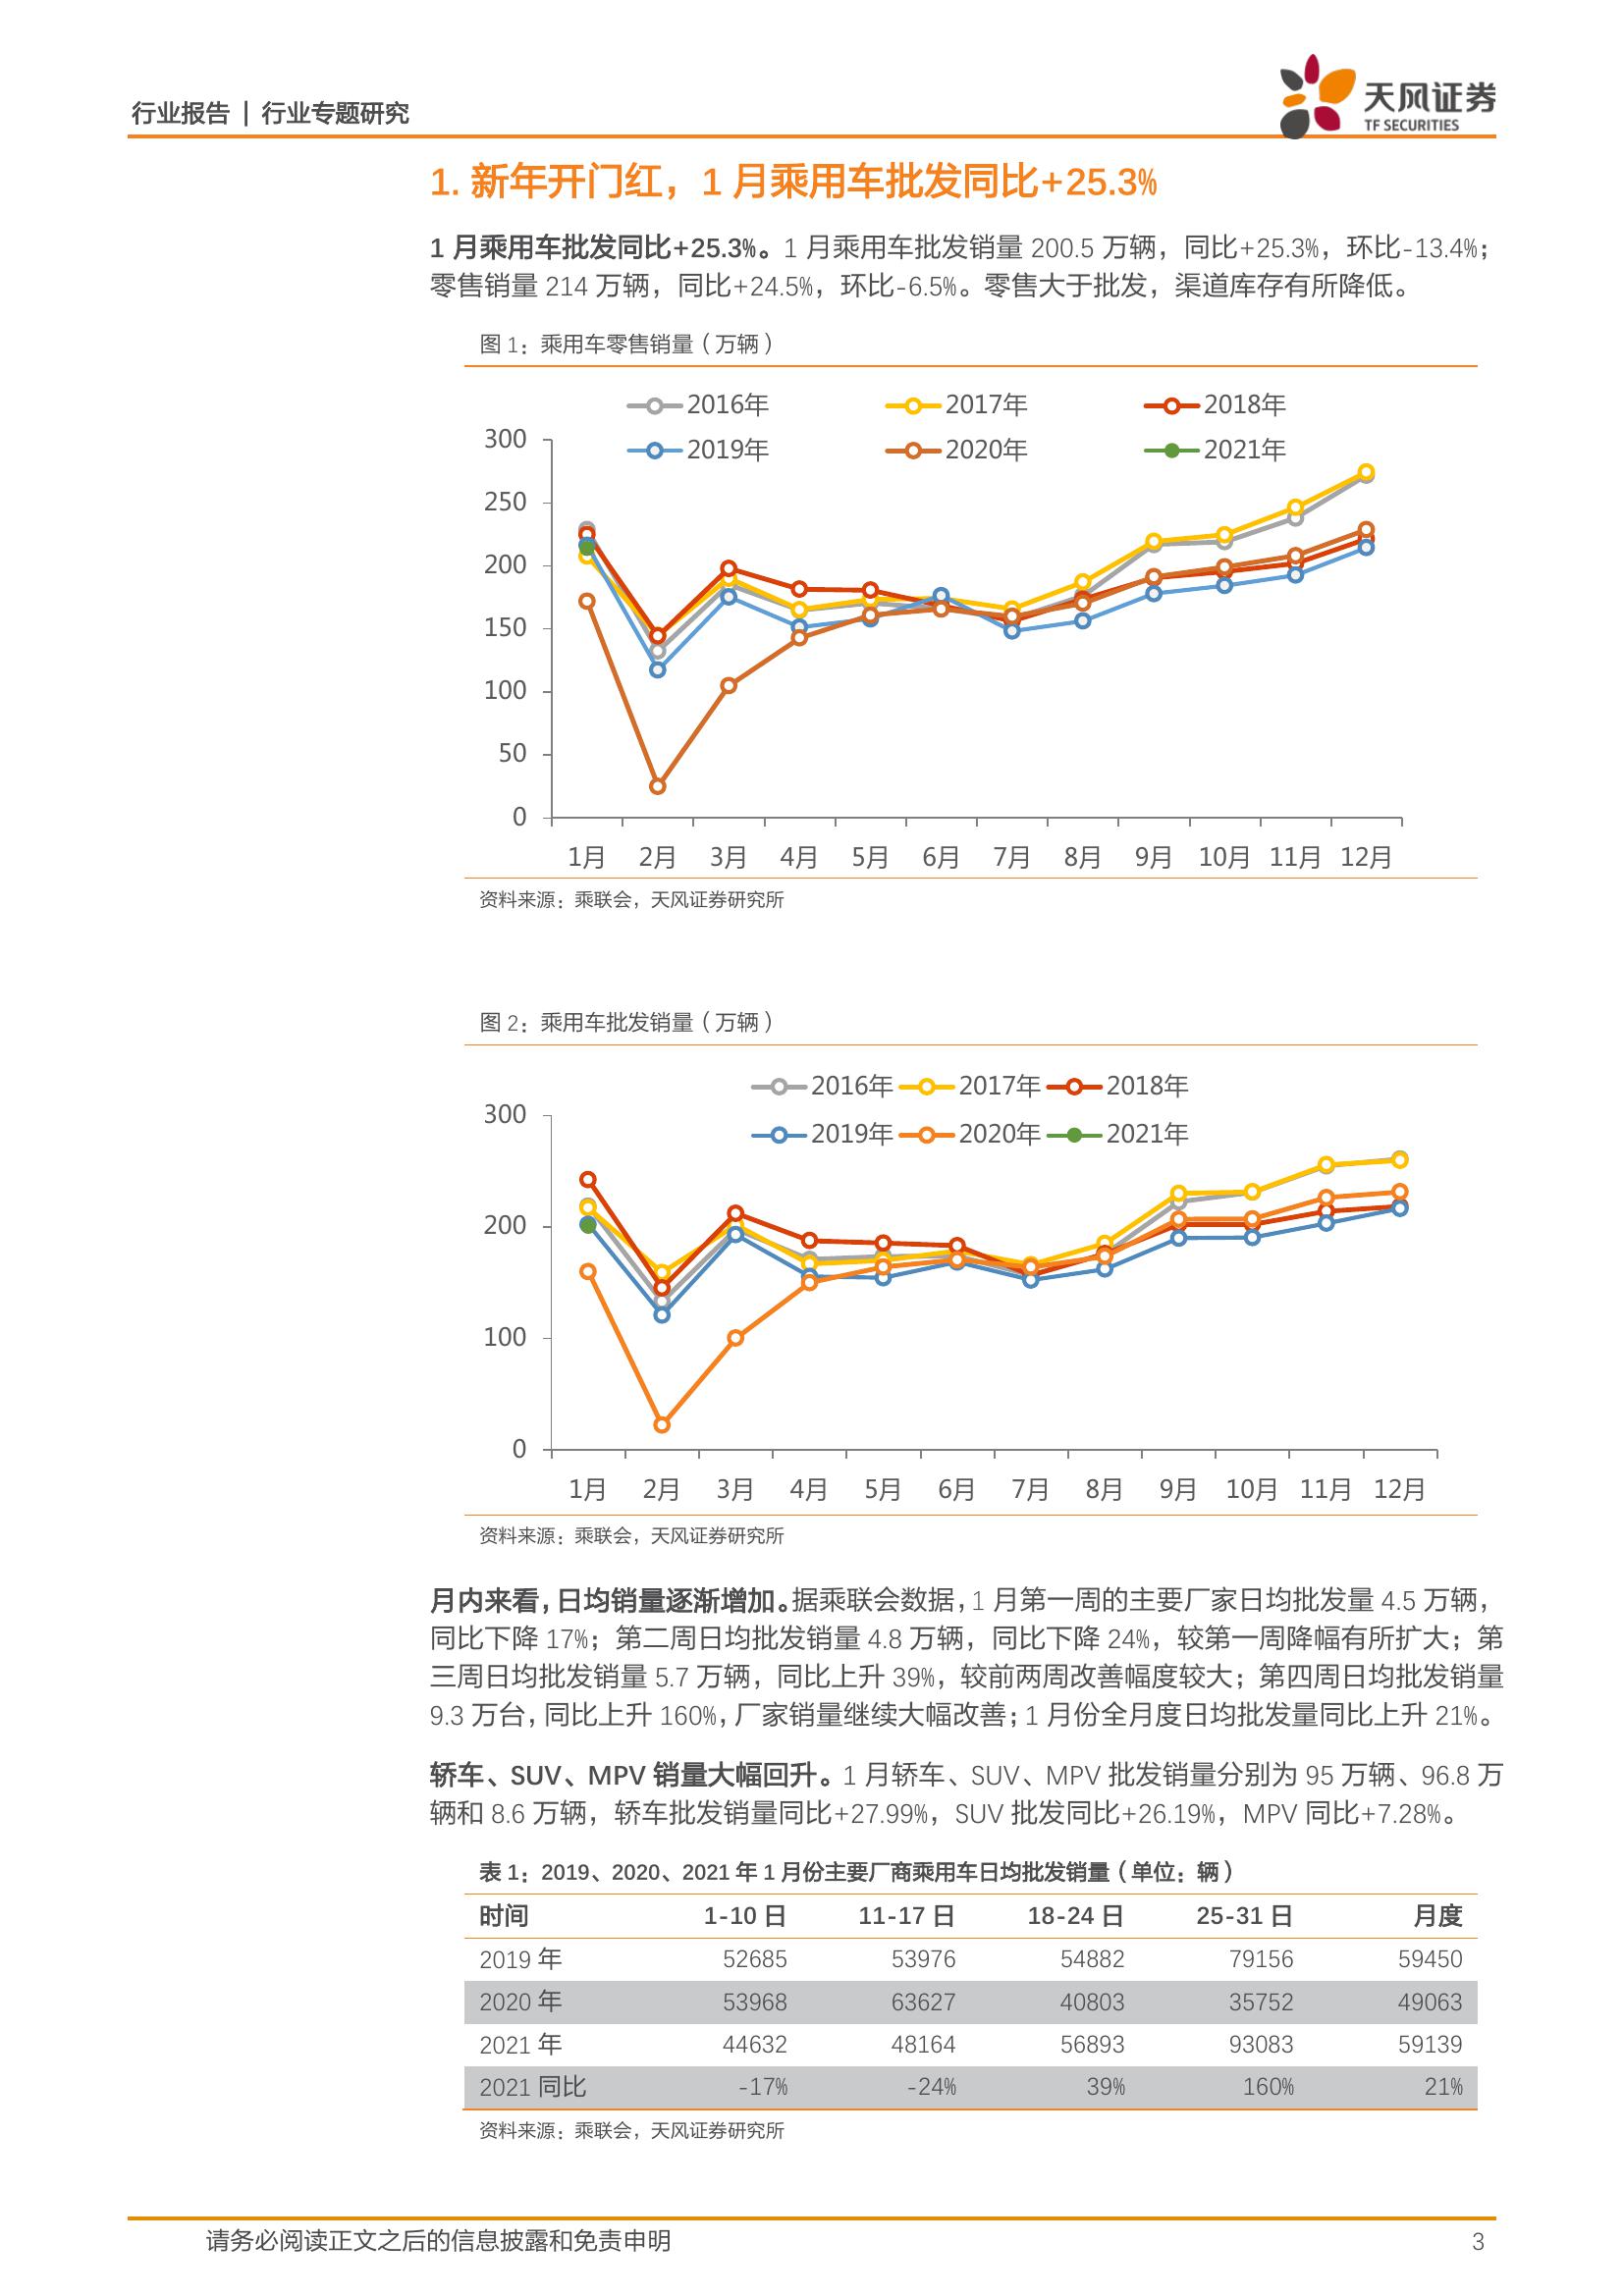 行业报告 | 行业专题研究
天风证券
TF SECURITIES
1. 新年开门红，1 月乘用车批发同比+25.3%
1 月乘用车批发同比+25.3%。1 月乘用车批发销量 200.5 万辆，同比+25.3%，环比-13.4%；
零售销量 214 万辆，同比+24.5%，环比-6.5%。零售大于批发，渠道库存有所降低。
图 1：乘用车零售销量（万辆）
2016年 2017年 2018年
2019年 2020年 2021年
300
250
200
150
100
50
0
1月 2月 3月 4月 5月 6月 7月 8月 9月 10月 11月 12月
资料来源：乘联会，天风证券研究所
图 2：乘用车批发销量（万辆）
2016年 2017年 2018年
2019年 2020年 2021年
300
200
100
0
1月 2月 3月 4月 5月 6月 7月 8月 9月 10月 11月 12月
资料来源：乘联会，天风证券研究所
月内来看，日均销量逐渐增加。据乘联会数据，1 月第一周的主要厂家日均批发量 4.5 万辆，
同比下降 17%；第二周日均批发销量 4.8 万辆，同比下降 24%，较第一周降幅有所扩大；第
三周日均批发销量 5.7 万辆，同比上升 39%，较前两周改善幅度较大；第四周日均批发销量
9.3 万台，同比上升 160%，厂家销量继续大幅改善；1 月份全月度日均批发量同比上升 21%。
轿车、SUV、MPV 销量大幅回升。1 月轿车、SUV、MPV 批发销量分别为 95 万辆、96.8 万
辆和 8.6 万辆，轿车批发销量同比+27.99%，SUV 批发同比+26.19%，MPV 同比+7.28%。
表 1：2019、2020、2021 年 1 月份主要厂商乘用车日均批发销量（单位：辆）
时间 1-10 日 11-17 日 18-24 日 25-31 日 月度
2019 年 52685 53976 54882 79156 59450
2020 年 53968 63627 40803 35752 49063
2021 年 44632 48164 56893 93083 59139
2021 同比 -17% -24% 39% 160% 21%
资料来源：乘联会，天风证券研究所
请务必阅读正文之后的信息披露和免责申明 3